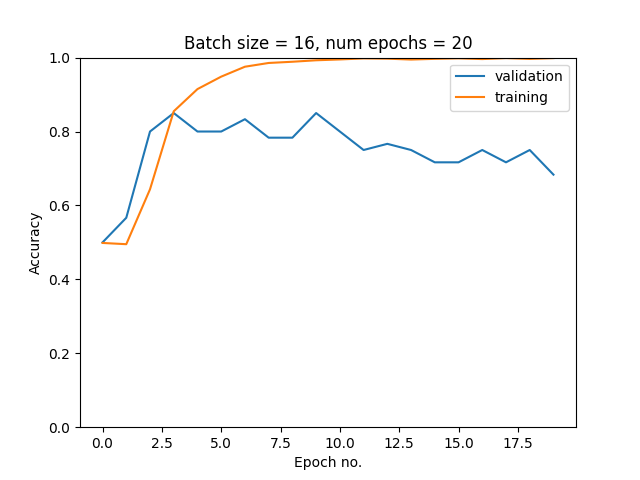 Batch size = 16, num epochs = 20
1.0
validation
training
0.8
0.6
Accuracy
0.4
0.2
0.0
0.0 2.5 5.0 7.5 10.0 12.5 15.0 17.5
Epoch no.